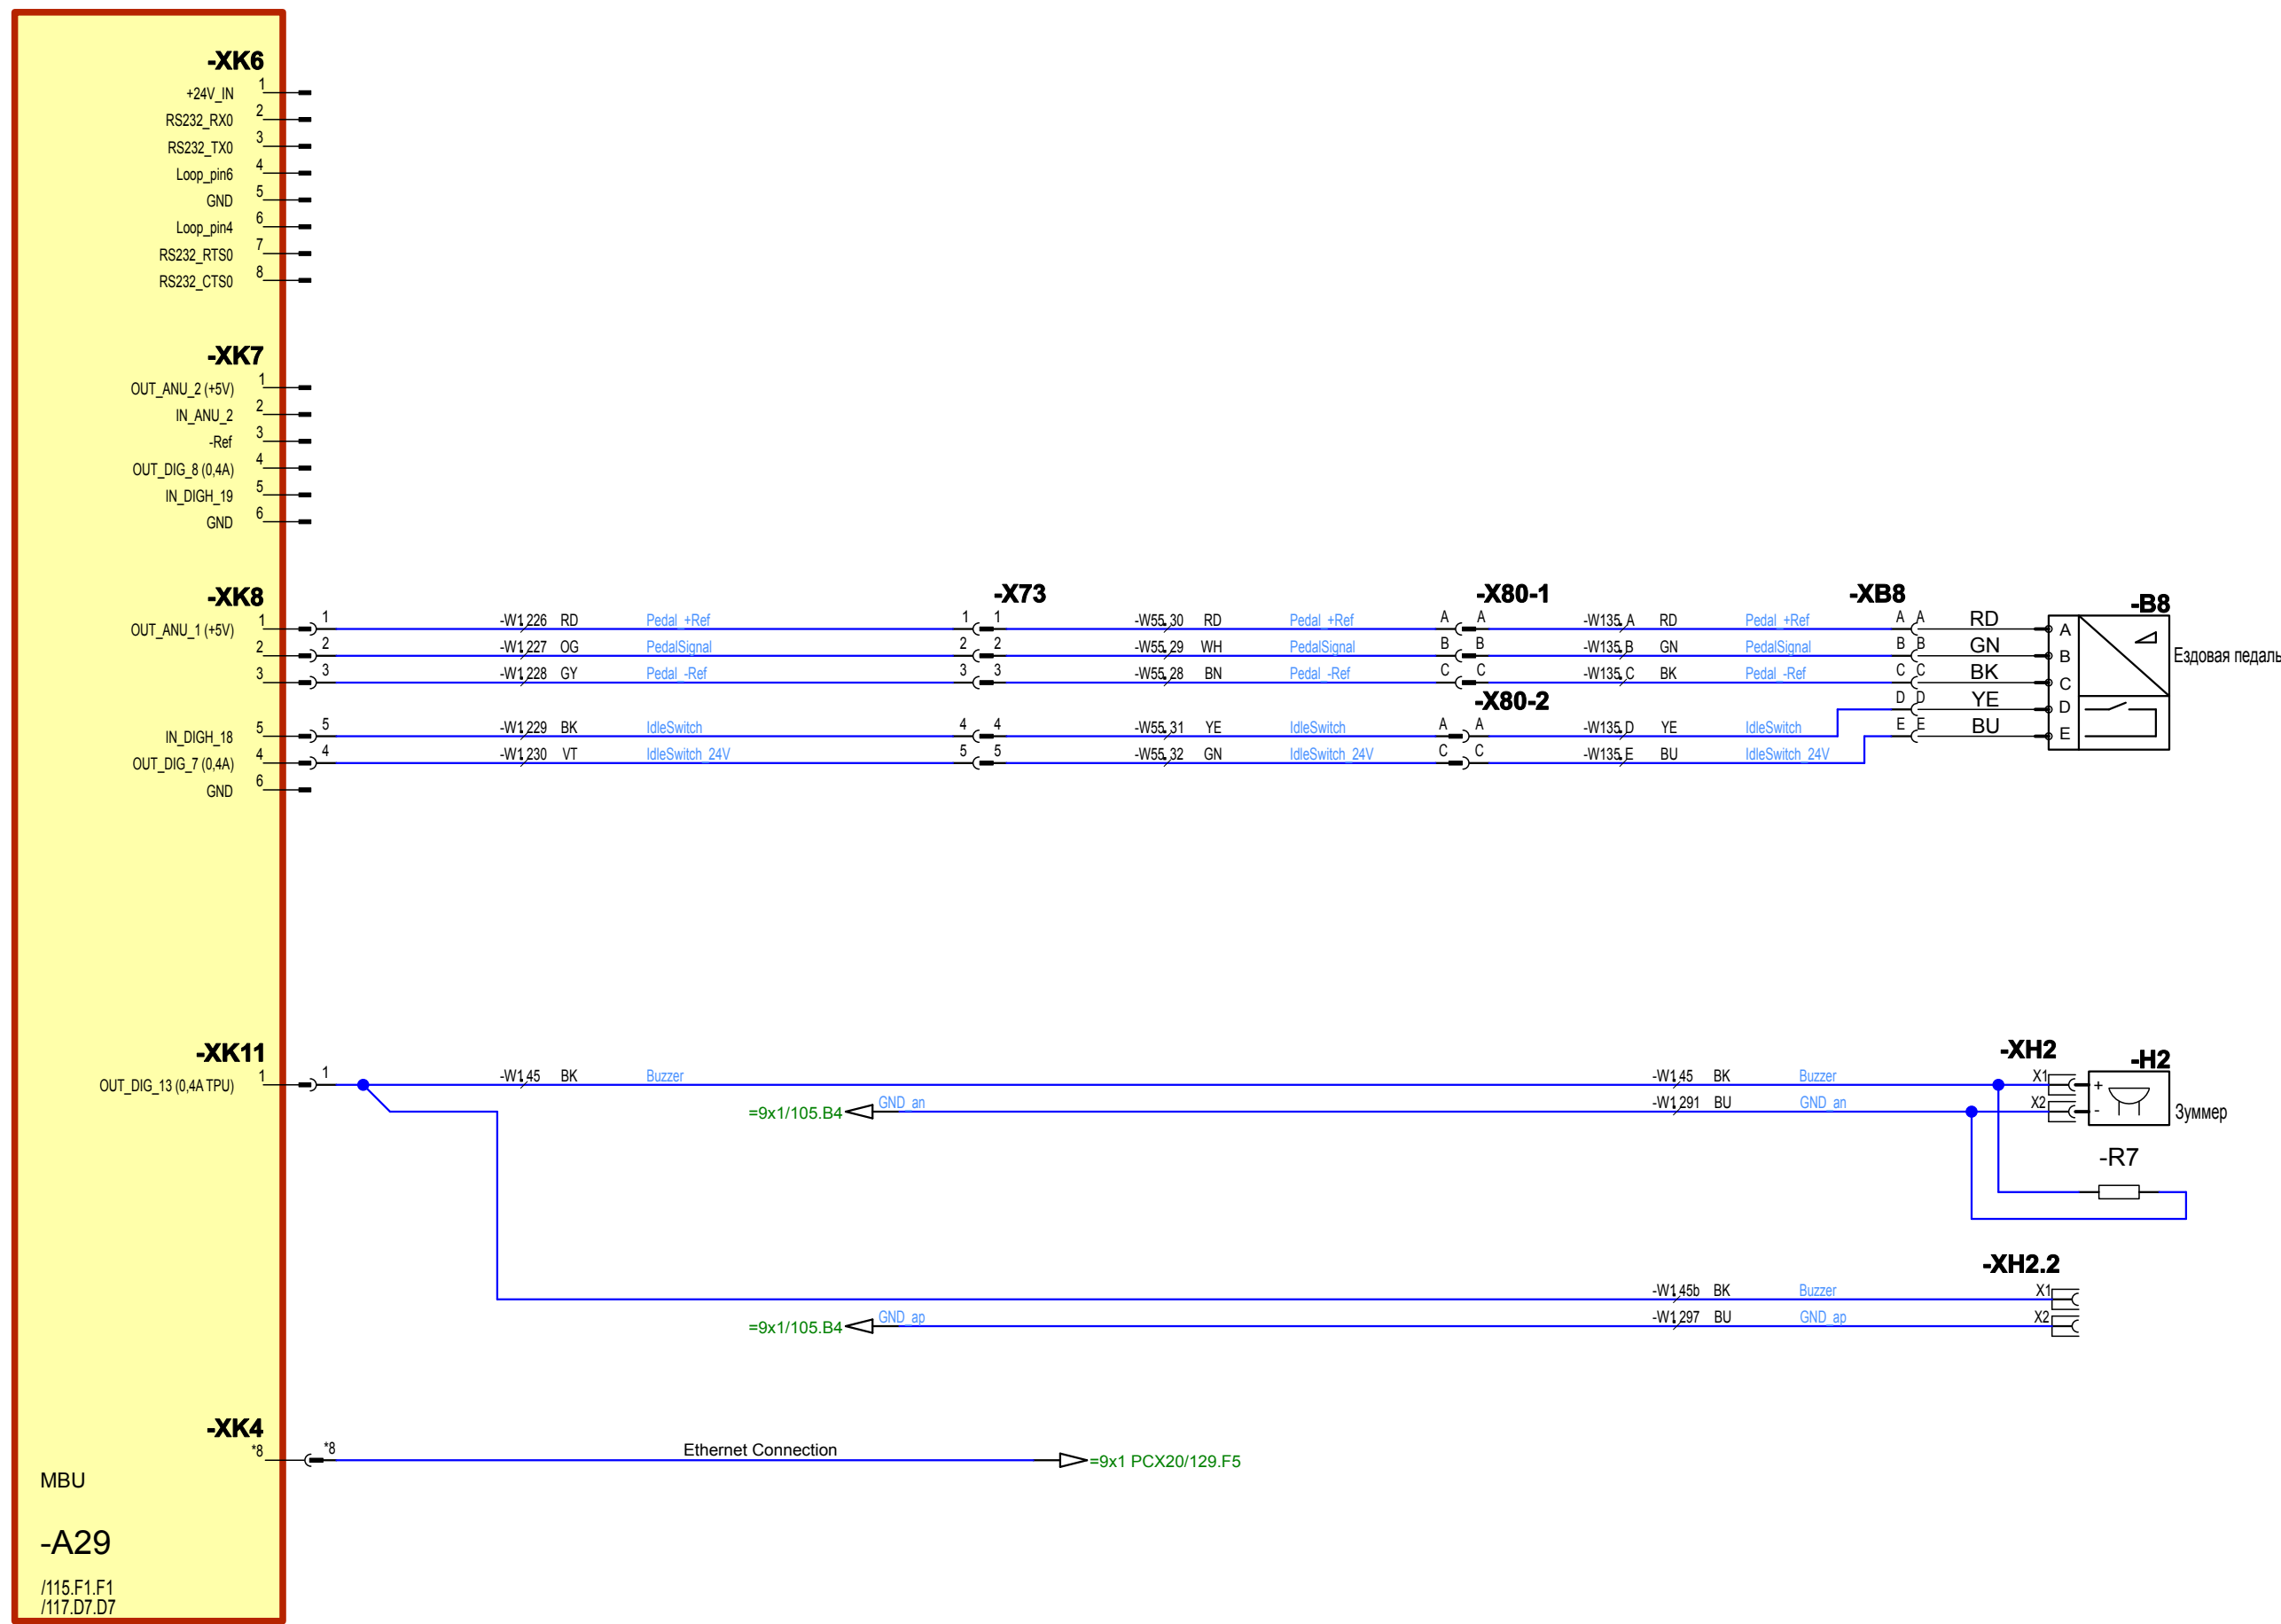 -XK6
1
+24V_IN
2
RS232_RX0
3
RS232_TX0
4
Loop_pin6
5
GND
6
Loop_pin4
7
RS232_RTS0
8
RS232_CTS0
-XK7
1
OUT_ANU_2 (+5V)
2
IN_ANU_2
3
-Ref
4
OUT_DIG_8 (0,4A)
5
IN_DIGH_19
6
GND
-XK8 -X73 -X80-1 -XB8 -B8
OUT_ANU_1 (+5V) 1 1 -W1.226 RD Pedal_+Ref 1 1 -W55.30 RD Pedal_+Ref A A -W135.A RD Pedal_+Ref A A RD A
2 2 -W1.227 OG PedalSignal 2 2 -W55.29 WH PedalSignal B B -W135.B GN PedalSignal B B GN B Ездовая педаль
3 3 -W1.228 GY Pedal_-Ref 3 3 -W55.28 BN Pedal_-Ref C C -W135.C BK Pedal_-Ref C C BK C
-X80-2 D D YE D
IN_DIGH_18 5 5 -W1.229 BK IdleSwitch 4 4 -W55.31 YE IdleSwitch A A -W135.D YE IdleSwitch E E BU E
OUT_DIG_7 (0,4A) 4 4 -W1.230 VT IdleSwitch_24V 5 5 -W55.32 GN IdleSwitch_24V C C -W135.E BU IdleSwitch_24V
GND 6
-XK11 -XH2 -H2
OUT_DIG_13 (0,4A TPU) 1 1 -W1.45 BK Buzzer -W1.45 BK Buzzer X1 +
=9x1/105.B4 GND_an -W1.291 BU GND_an X2 - Зуммер
-R7
-XH2.2
-W1.45b BK Buzzer X1
=9x1/105.B4 GND_ap -W1.297 BU GND_ap X2
-XK4
*8 *8 Ethernet Connection =9x1 PCX20/129.F5
MBU
-A29
/115.F1.F1
/117.D7.D7